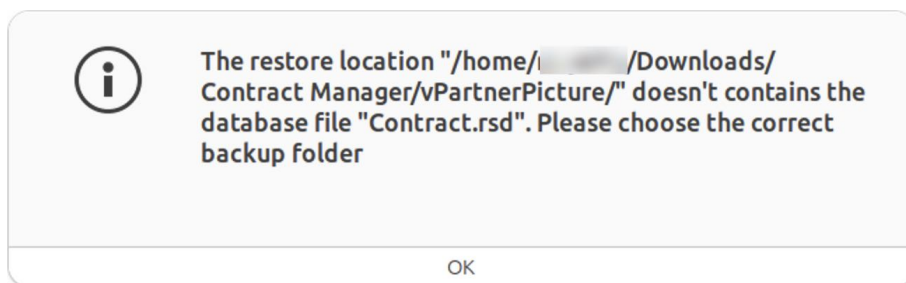 The restore location "/home/ /Downloads/
Contract Manager/vPartnerPicture/" doesn't contains the
database file "Contract.rsd". Please choose the correct
backup folder
OK